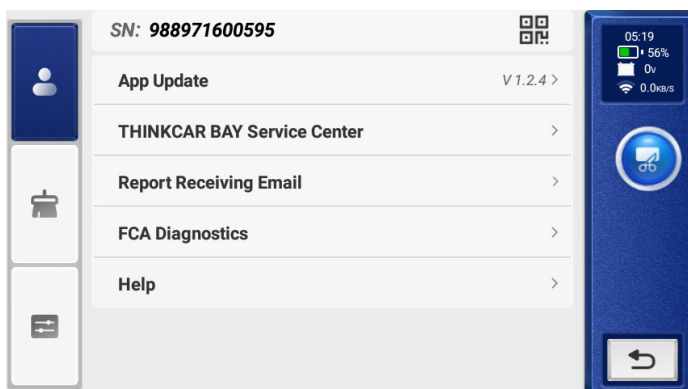 SN: 988971600595
App Update V 1.2.4 >
THINKCAR BAY Service Center >
Report Receiving Email >
FCA Diagnostics >
Help >
05:19
56%
0V
0.0KB/S